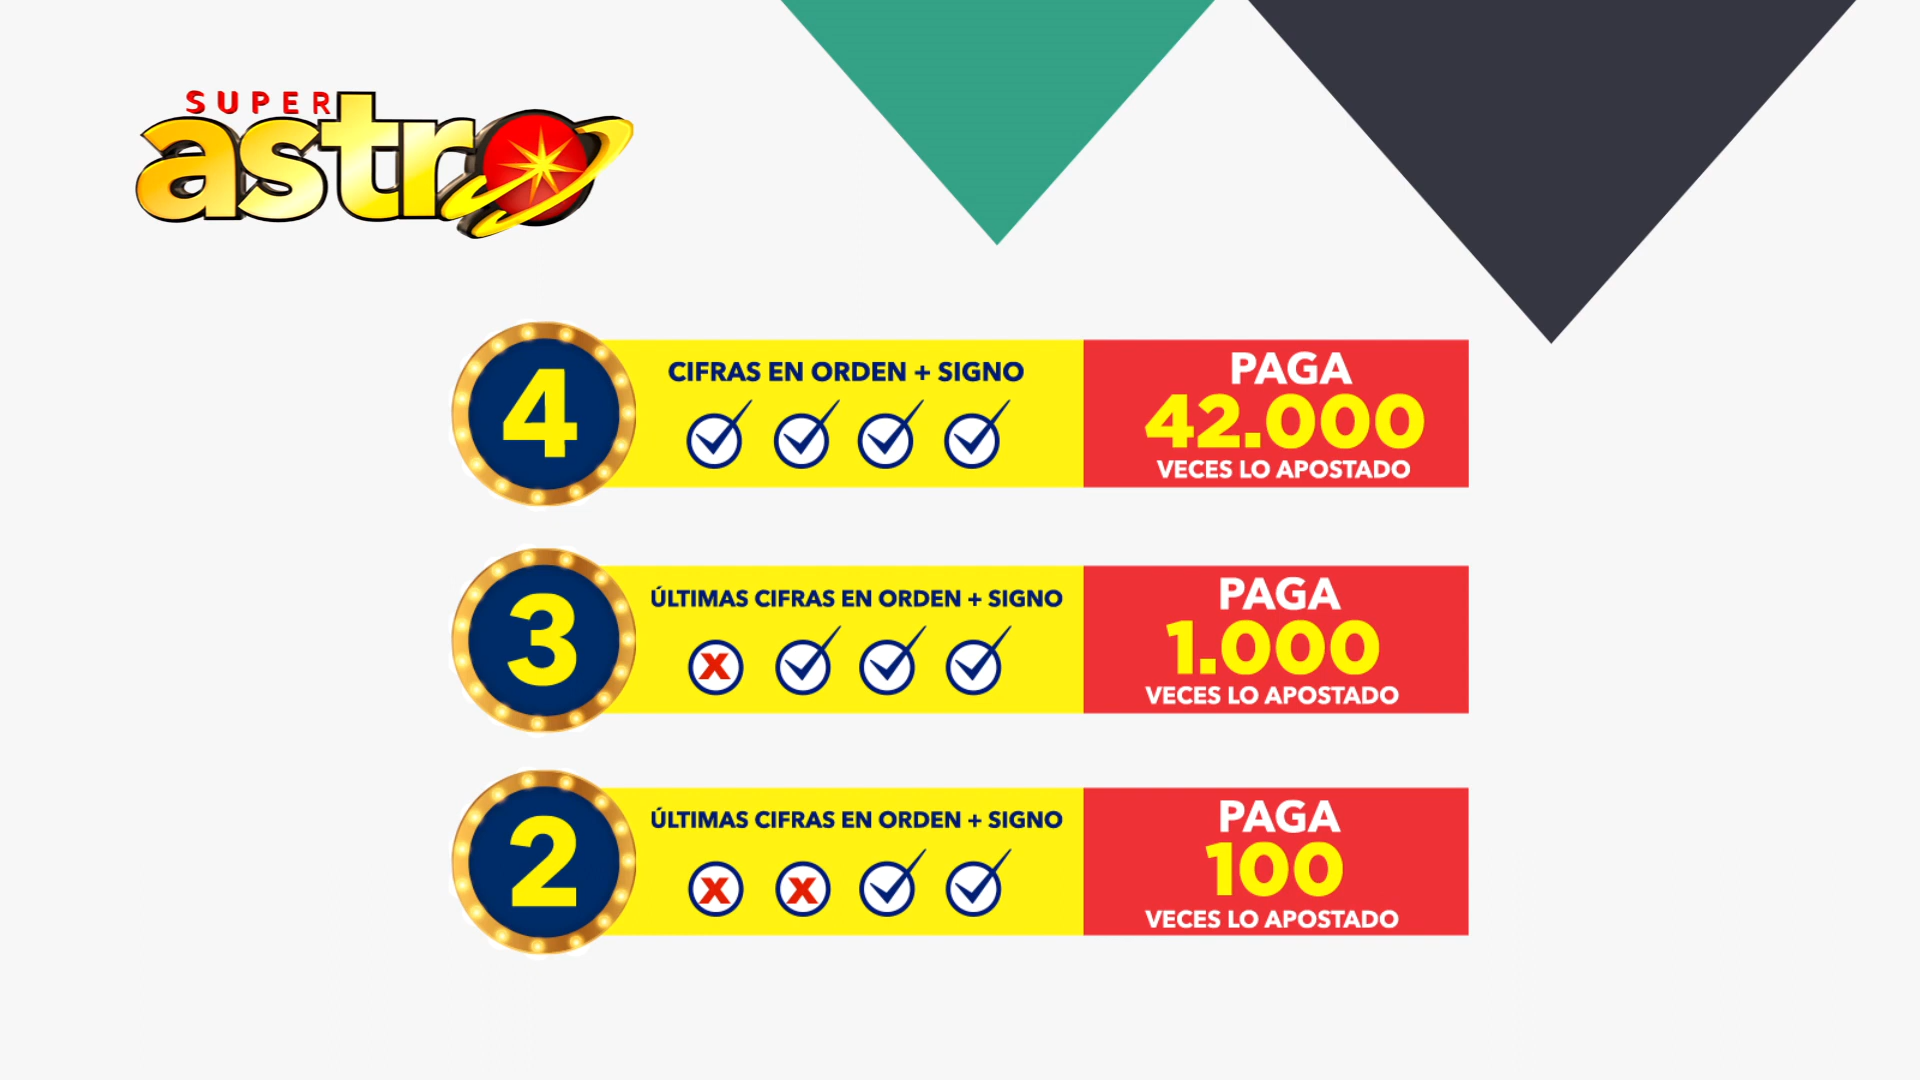 SUPER
astro
4
CIFRAS EN ORDEN + SIGNO
PAGA
42.000
VECES LO APOSTADO
3
ÚLTIMAS CIFRAS EN ORDEN + SIGNO
X
PAGA
1.000
VECES LO APOSTADO
2
ÚLTIMAS CIFRAS EN ORDEN + SIGNO
X X
PAGA
100
VECES LO APOSTADO